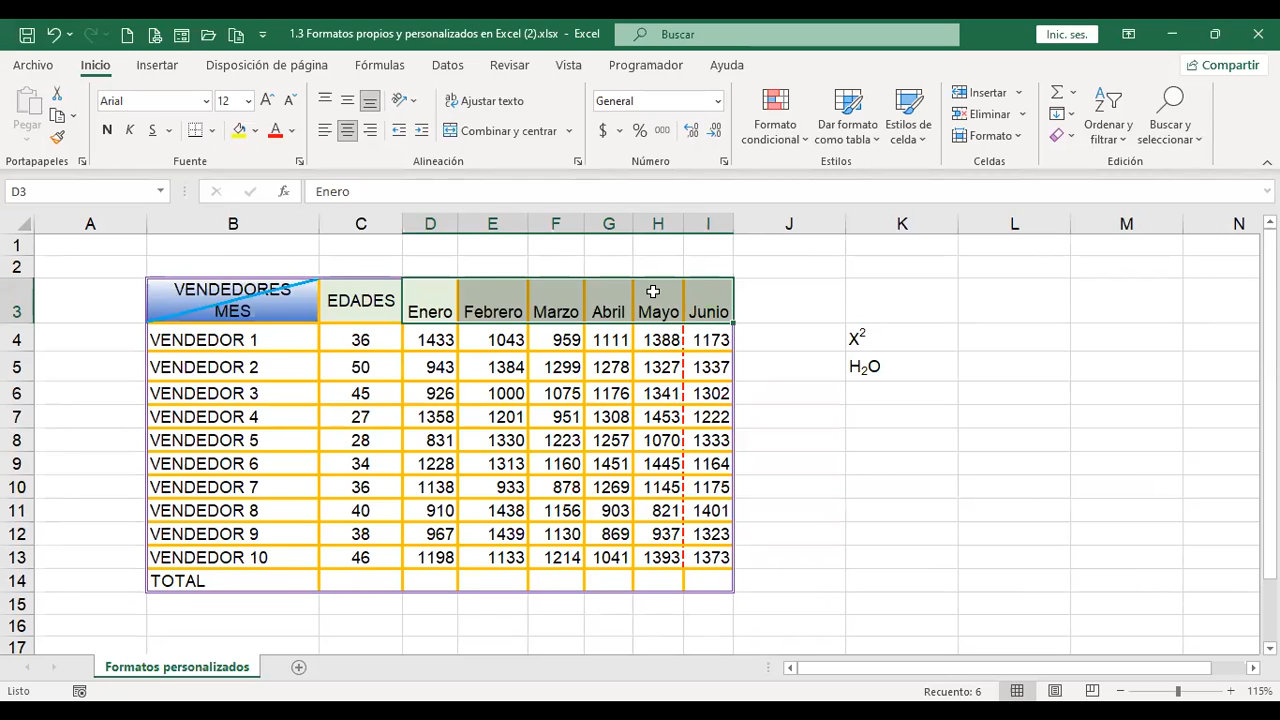 1.3 Formatos propios y personalizados en Excel (2).xlsx - Excel
Buscar
Inic. ses.
Archivo Inicio Insertar Disposición de página Fórmulas Datos Revisar Vista Programador Ayuda
Compartir
Pegar
Arial 12
N K S
Ajustar texto
Combinar y centrar
General
$ % 000
Formato condicional
Dar formato como tabla
Estilos de celda
Insertar
Eliminar
Formato
Ordenar y filtrar
Buscar y seleccionar
Portapapeles Fuente Alineación Número Estilos Celdas Edición
D3 fx Enero
A B C D E F G H I J K L M N
1
2
3 VENDEDORES MES EDADES Enero Febrero Marzo Abril Mayo Junio
4 VENDEDOR 1 36 1433 1043 959 1111 1388 1173 X²
5 VENDEDOR 2 50 943 1384 1299 1278 1327 1337 H₂O
6 VENDEDOR 3 45 926 1000 1075 1176 1341 1302
7 VENDEDOR 4 27 1358 1201 951 1308 1453 1222
8 VENDEDOR 5 28 831 1330 1223 1257 1070 1333
9 VENDEDOR 6 34 1228 1313 1160 1451 1445 1164
10 VENDEDOR 7 36 1138 933 878 1269 1145 1175
11 VENDEDOR 8 40 910 1438 1156 903 821 1401
12 VENDEDOR 9 38 967 1439 1130 869 937 1323
13 VENDEDOR 10 46 1198 1133 1214 1041 1393 1373
14 TOTAL
15
16
17
Formatos personalizados
Listo
Recuento: 6
115%